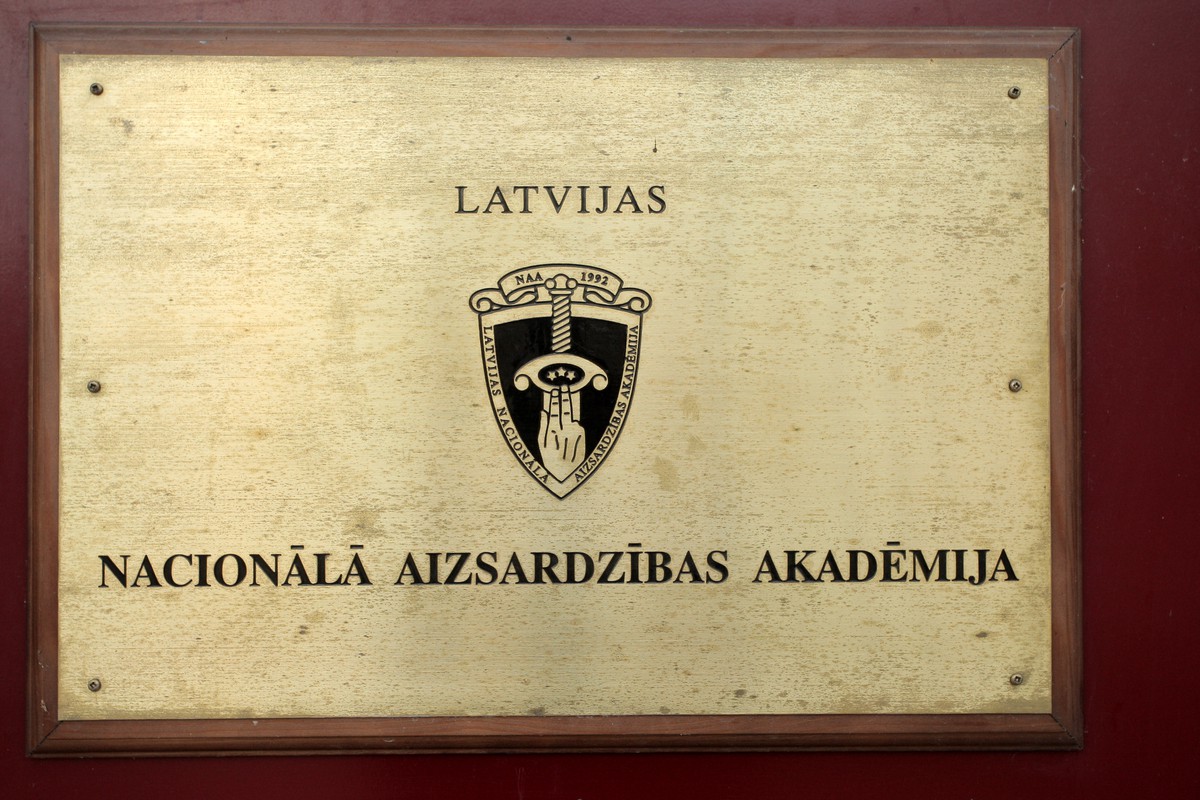 LATVIJAS
NAA 1992
LATVIJAS NACIONĀLĀ
AIZSARDZĪBAS AKADĒMIJA
NACIONĀLĀ AIZSARDZĪBAS AKADĒMIJA